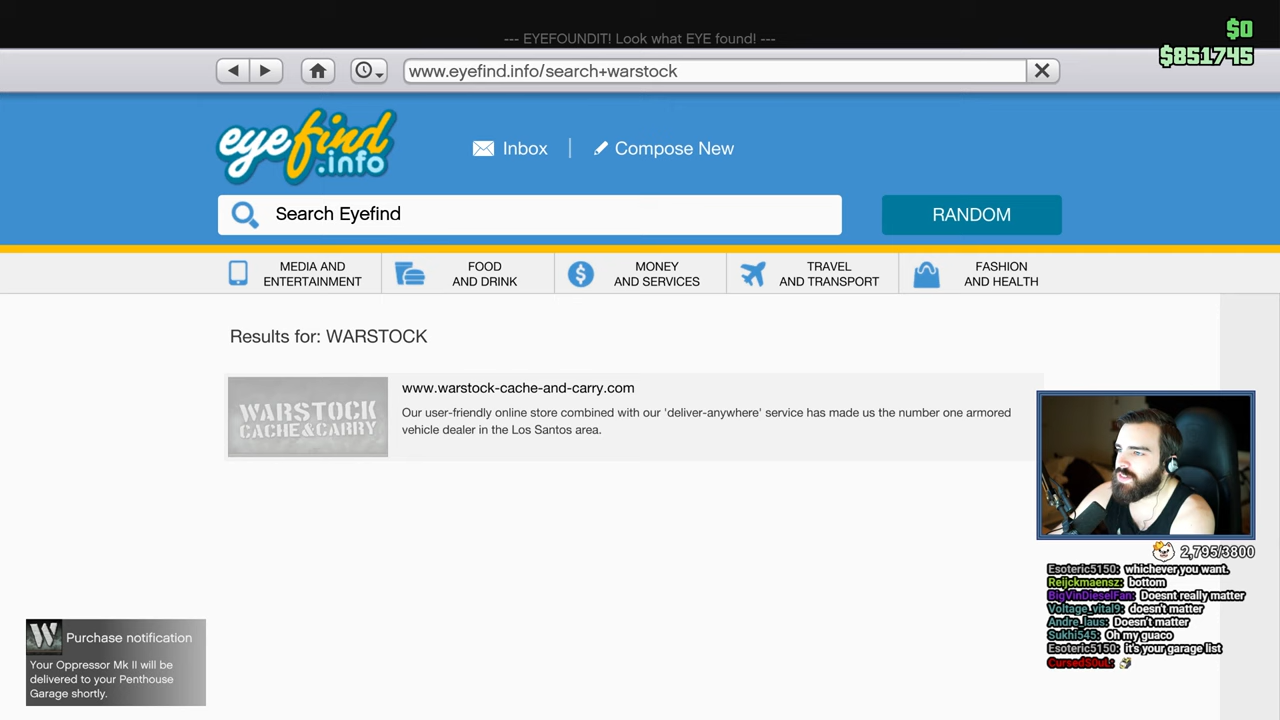 --- EYEFOUNDIT! Look what EYE found! ---
$0
$851745
www.eyefind.info/search+warstock
eyefind
.info
Inbox
Compose New
Search Eyefind
RANDOM
MEDIA AND
ENTERTAINMENT
FOOD
AND DRINK
MONEY
AND SERVICES
TRAVEL
AND TRANSPORT
FASHION
AND HEALTH
Results for: WARSTOCK
WARSTOCK
CACHE&CARRY
www.warstock-cache-and-carry.com
Our user-friendly online store combined with our 'deliver-anywhere' service has made us the number one armored
vehicle dealer in the Los Santos area.
2,795/3800
Esoteric5150: whichever you want.
Reijckmaensz: bottom
BigVinDieselFan: Doesnt really matter
Voltage_vital9: doesn't matter
Andre_laus: Doesn't matter
Sukhi545: Oh my guaco
Esoteric5150: it's your garage list
CursedS0uL:
W
Purchase notification
Your Oppressor Mk II will be
delivered to your Penthouse
Garage shortly.